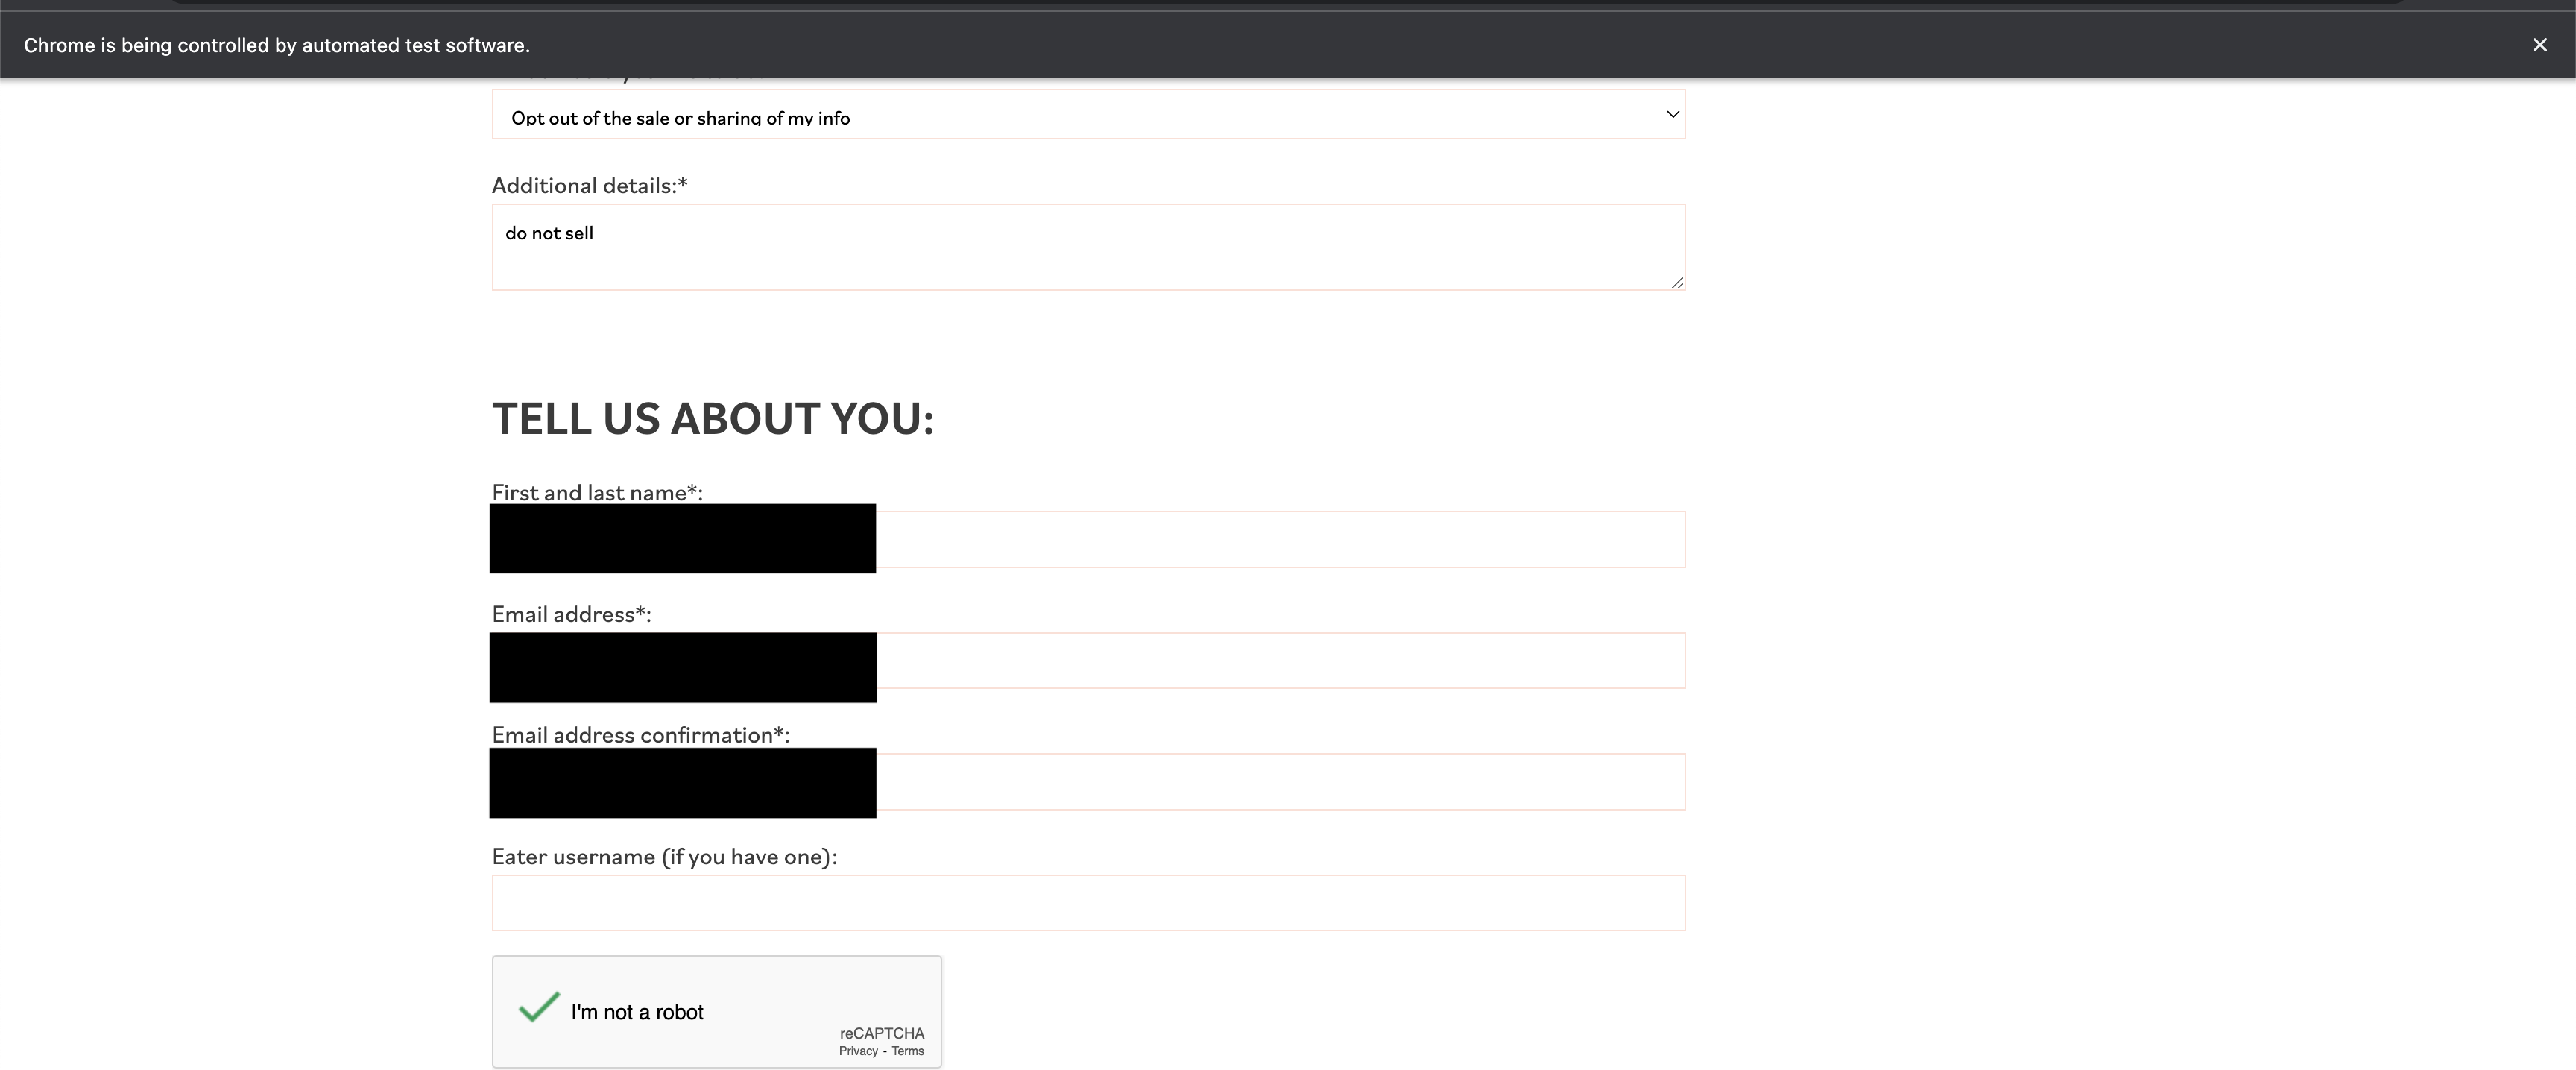 Chrome is being controlled by automated test software.
Opt out of the sale or sharing of my info
Additional details:*
do not sell
TELL US ABOUT YOU:
First and last name*:
Email address*:
Email address confirmation*:
Eater username (if you have one):
I'm not a robot
reCAPTCHA
Privacy - Terms